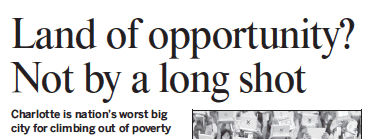 Land of opportunity?
Not by a long shot
Charlotte is nation's worst big
city for climbing out of poverty